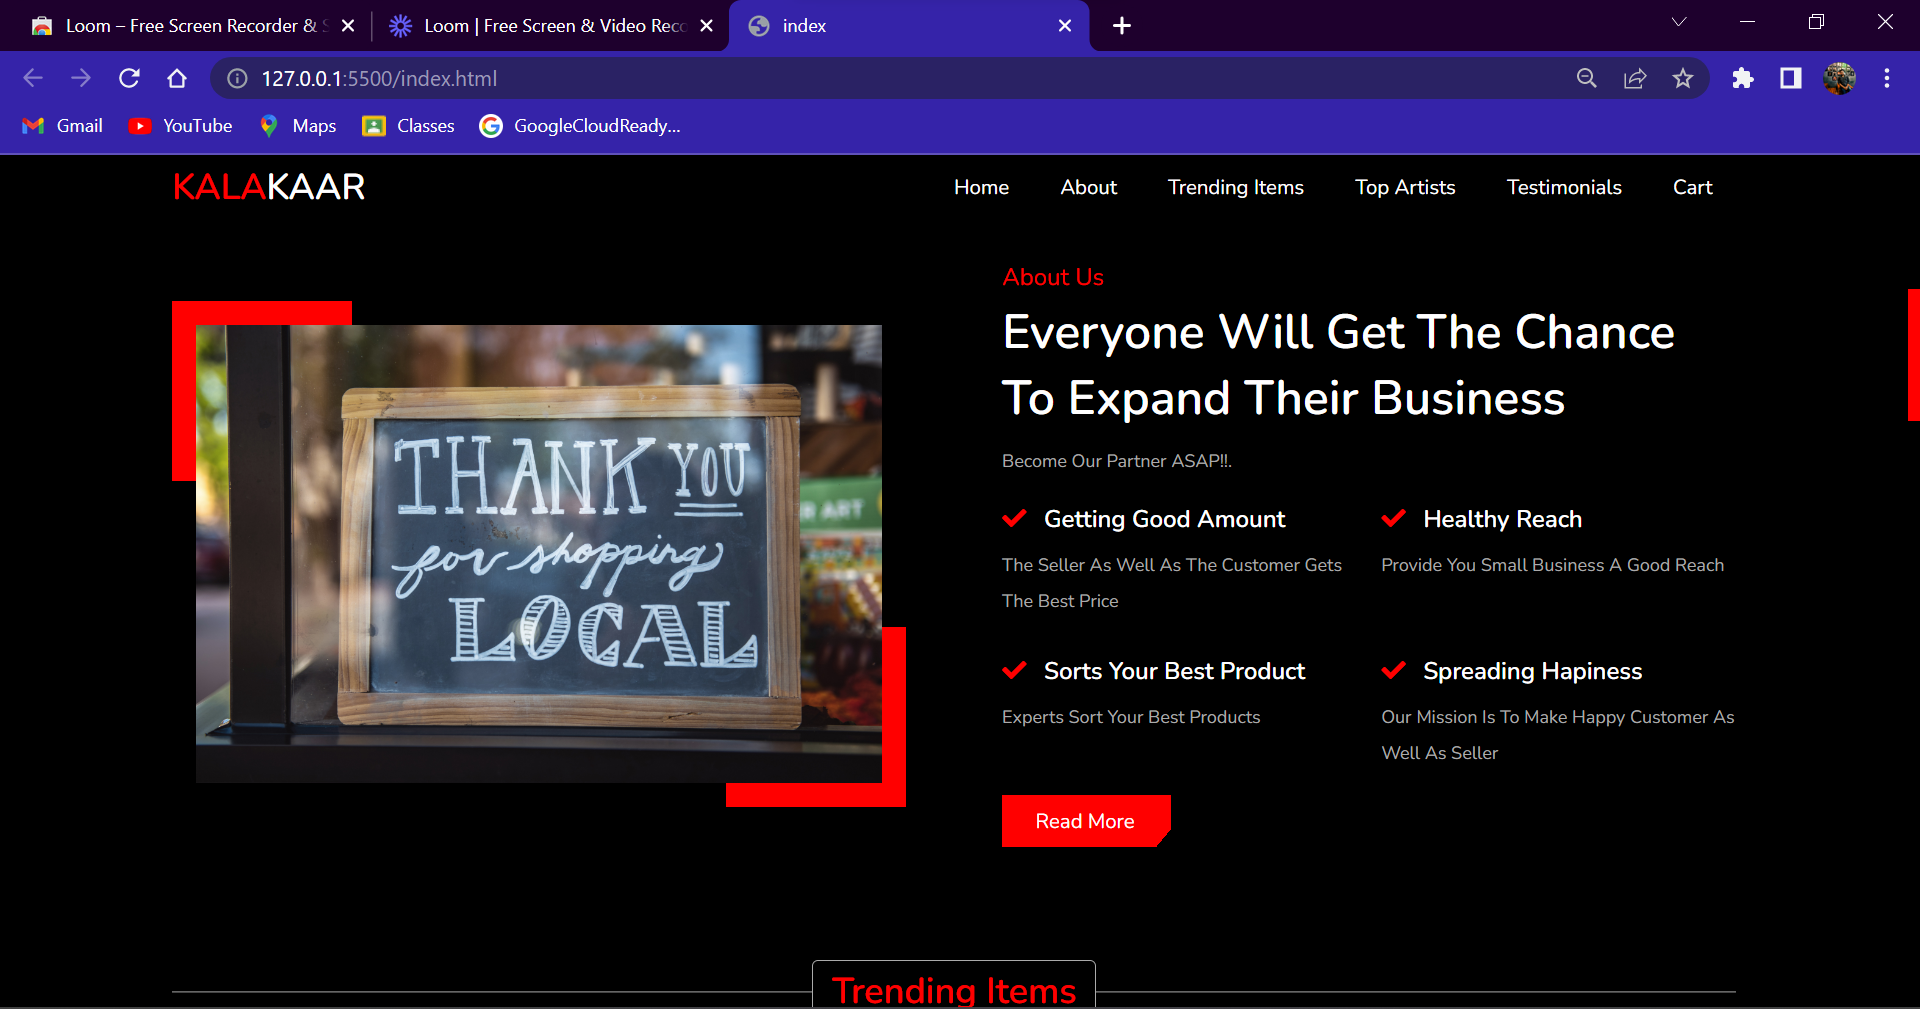 Loom – Free Screen Recorder &
Loom | Free Screen & Video Reco
index
127.0.0.1:5500/index.html
Gmail
YouTube
Maps
Classes
GoogleCloudReady...
KALAKAAR
Home
About
Trending Items
Top Artists
Testimonials
Cart
THANK YOU
for shopping
LOCAL
ART
About Us
Everyone Will Get The Chance
To Expand Their Business
Become Our Partner ASAP!!.
Getting Good Amount
The Seller As Well As The Customer Gets
The Best Price
Healthy Reach
Provide You Small Business A Good Reach
Sorts Your Best Product
Experts Sort Your Best Products
Spreading Hapiness
Our Mission Is To Make Happy Customer As
Well As Seller
Read More
Trending Items